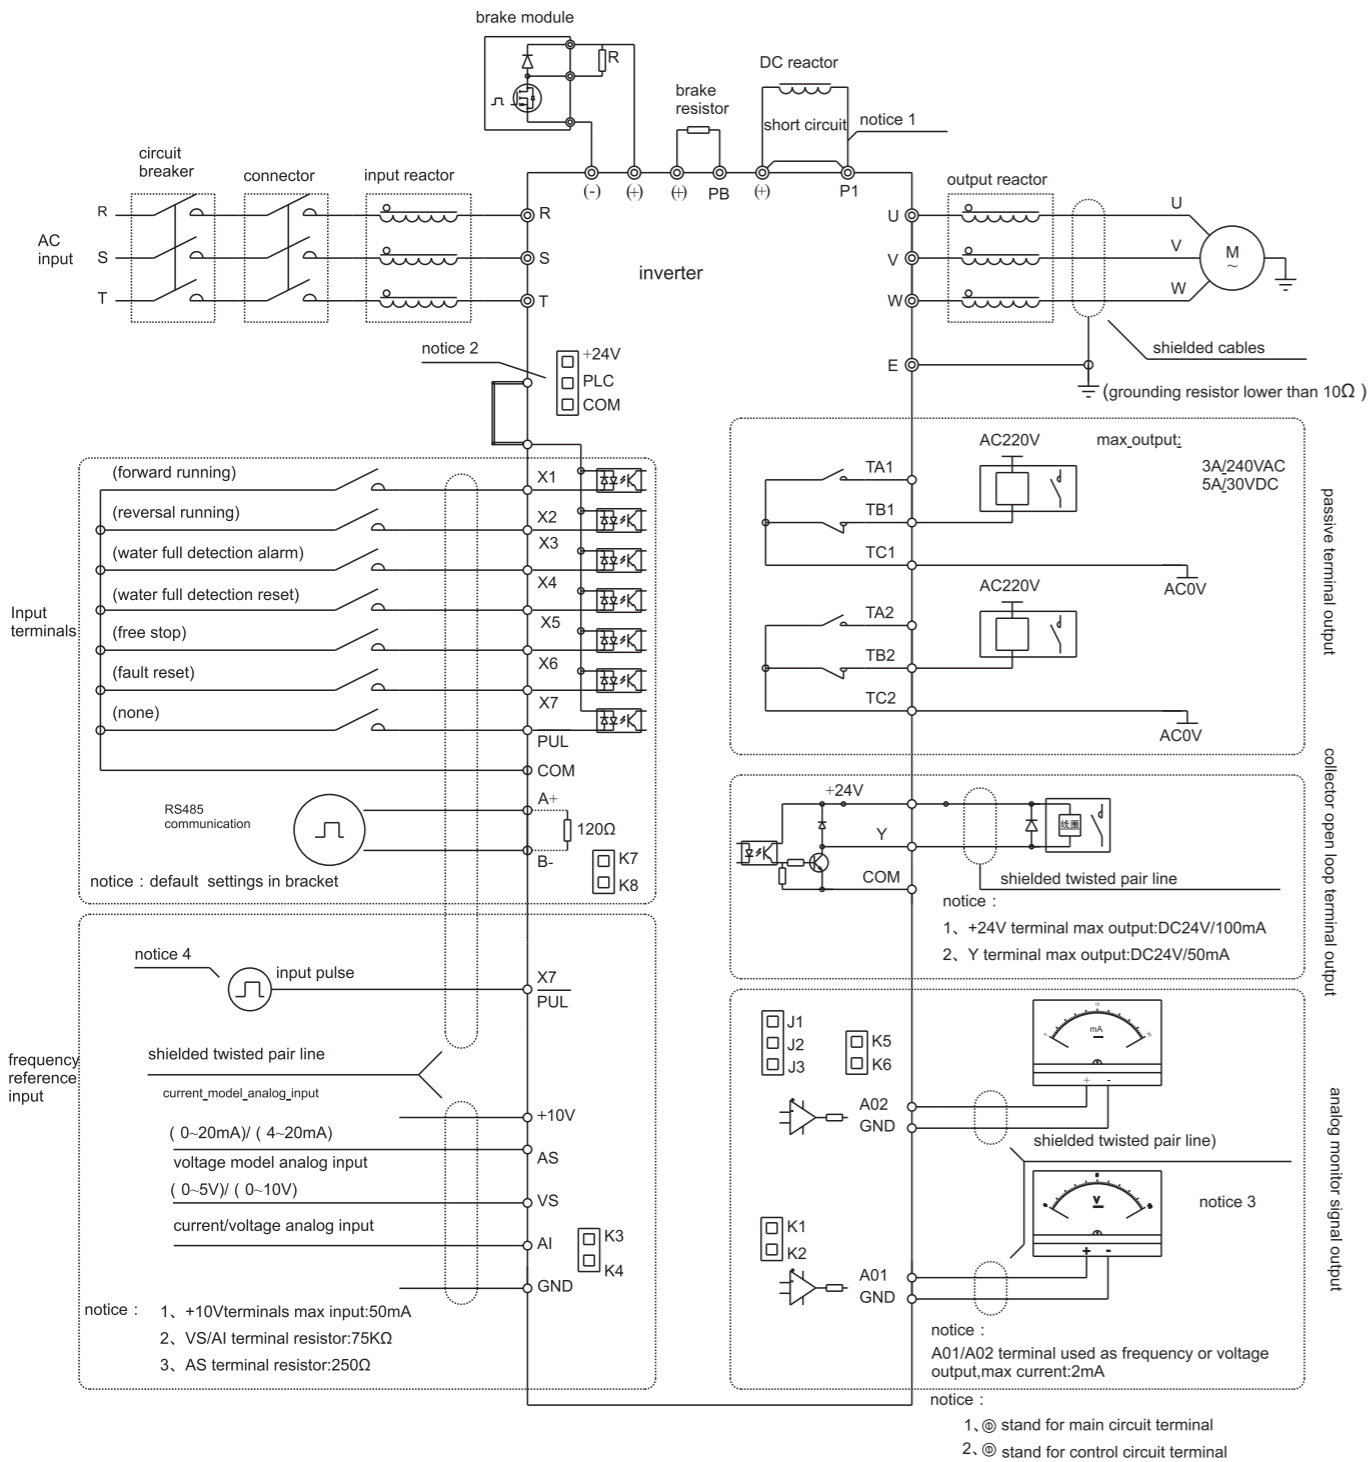 brake module
R
DC reactor
brake
resistor
short circuit
notice 1
circuit
breaker
connector
input reactor
(-)
(+)
(+)
PB
(+)
P1
output reactor
AC
input
R
S
T
R
S
T
inverter
U
V
W
U
V
W
M
~
E
shielded cables
(grounding resistor lower than 10Ω )
notice 2
+24V
PLC
COM
Input
terminals
(forward running)
X1
(reversal running)
X2
(water full detection alarm)
X3
(water full detection reset)
X4
(free stop)
X5
(fault reset)
X6
(none)
X7
PUL
COM
RS485
communication
A+
120Ω
B-
K7
K8
notice : default settings in bracket
AC220V
max_output:
3A/240VAC
5A/30VDC
TA1
TB1
TC1
AC0V
AC220V
TA2
TB2
TC2
AC0V
passive terminal output
+24V
Y
COM
线圈
shielded twisted pair line
notice :
1、+24V terminal max output:DC24V/100mA
2、Y terminal max output:DC24V/50mA
collector open loop terminal output
frequency
reference
input
notice 4
input pulse
X7
PUL
shielded twisted pair line
current_model_analog_input
+10V
( 0~20mA)/ ( 4~20mA)
AS
voltage model analog input
( 0~5V)/ ( 0~10V)
VS
current/voltage analog input
AI
K3
K4
GND
notice :
1、+10Vterminals max input:50mA
2、VS/AI terminal resistor:75KΩ
3、AS terminal resistor:250Ω
J1
J2
J3
K5
K6
mA
+ -
A02
GND
shielded twisted pair line)
V
+ -
notice 3
K1
K2
A01
GND
notice :
A01/A02 terminal used as frequency or voltage
output,max current:2mA
analog monitor signal output
notice :
1、 stand for main circuit terminal
2、 stand for control circuit terminal